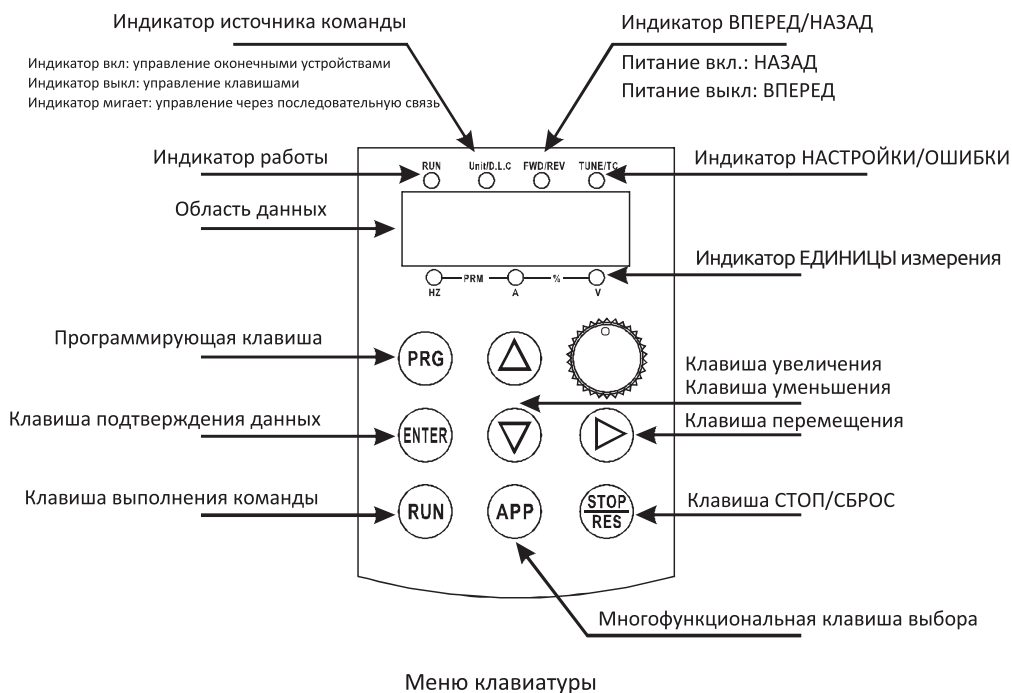 Индикатор источника команды
Индикатор вкл: управление оконечными устройствами
Индикатор выкл: управление клавишами
Индикатор мигает: управление через последовательную связь
Индикатор ВПЕРЕД/НАЗАД
Питание вкл.: НАЗАД
Питание выкл: ВПЕРЕД
Индикатор работы
RUN
Unit/D.L.C
FWD/REV
TUNE/TC
Индикатор НАСТРОЙКИ/ОШИБКИ
Область данных
Индикатор ЕДИНИЦЫ измерения
PRM
%
HZ
A
V
Программирующая клавиша
PRG
Клавиша увеличения
Клавиша уменьшения
Клавиша подтверждения данных
ENTER
Клавиша перемещения
Клавиша выполнения команды
RUN
APP
STOP
RES
Клавиша СТОП/СБРОС
Многофункциональная клавиша выбора
Меню клавиатуры